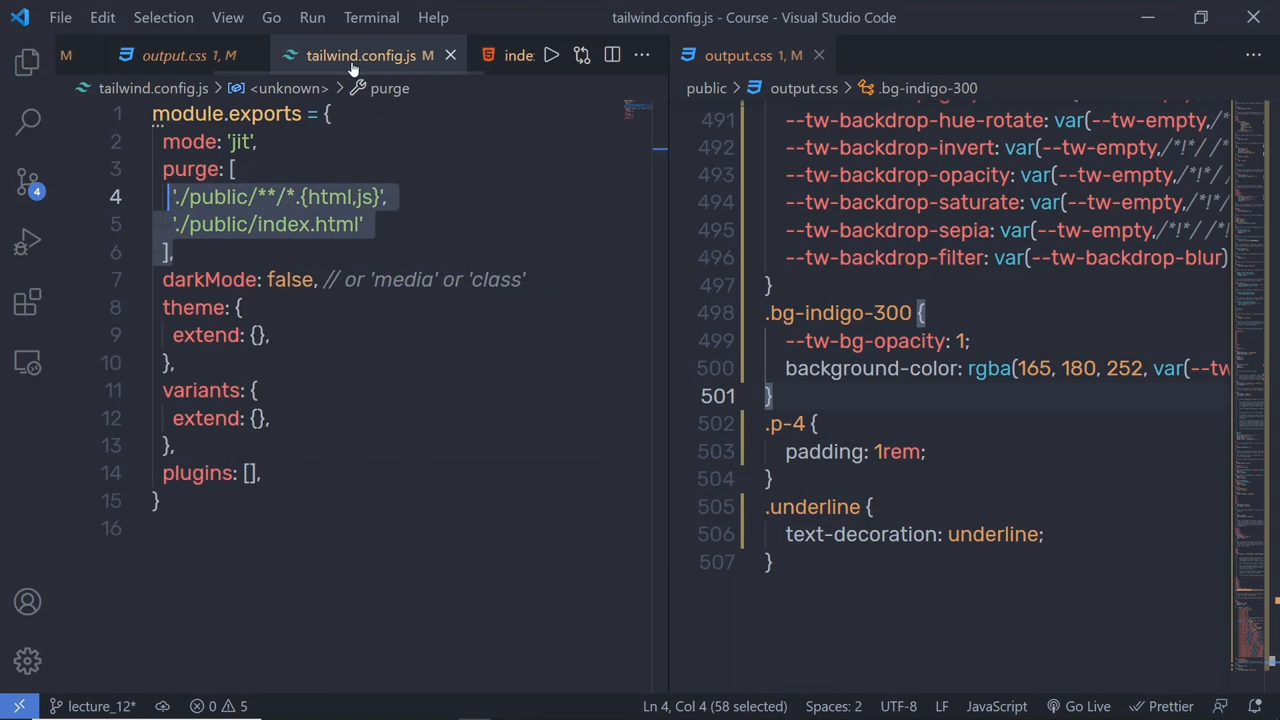 File Edit Selection View Go Run Terminal Help
tailwind.config.js - Course - Visual Studio Code
M
output.css 1, M
tailwind.config.js M
inde
output.css 1, M
tailwind.config.js > <unknown> > purge
public > output.css > .bg-indigo-300
1 module.exports = {
2 mode: 'jit',
3 purge: [
4 './public/**/*.{html,js}',
5 './public/index.html'
6 ],
7 darkMode: false, // or 'media' or 'class'
8 theme: {
9 extend: {},
10 },
11 variants: {
12 extend: {},
13 },
14 plugins: [],
15 }
16
491 --tw-backdrop-hue-rotate: var(--tw-empty,/*!*/ /*
492 --tw-backdrop-invert: var(--tw-empty,/*!*/ /*!*/
493 --tw-backdrop-opacity: var(--tw-empty,/*!*/ /*!
494 --tw-backdrop-saturate: var(--tw-empty,/*!*/ /*
495 --tw-backdrop-sepia: var(--tw-empty,/*!*/ /*!*
496 --tw-backdrop-filter: var(--tw-backdrop-blur)
497 }
498 .bg-indigo-300 {
499 --tw-bg-opacity: 1;
500 background-color: rgba(165, 180, 252, var(--tw
501 }
502 .p-4 {
503 padding: 1rem;
504 }
505 .underline {
506 text-decoration: underline;
507 }
4
lecture_12*
0 5
Ln 4, Col 4 (58 selected)
Spaces: 2
UTF-8
LF
JavaScript
Go Live
Prettier